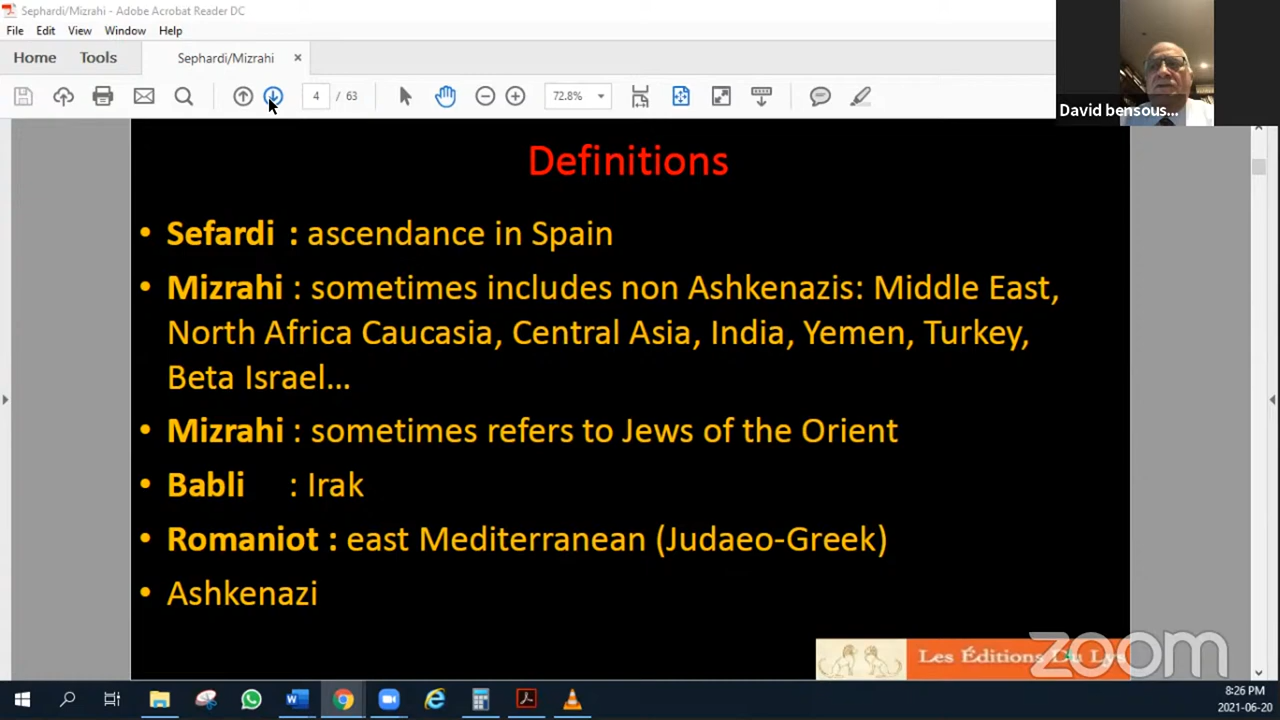 Sephardi/Mizrahi - Adobe Acrobat Reader DC
File Edit View Window Help
Home Tools Sephardi/Mizrahi ×
4 / 63 72.8%
David bensous...
Definitions
• Sefardi : ascendance in Spain
• Mizrahi : sometimes includes non Ashkenazis: Middle East,
North Africa Caucasia, Central Asia, India, Yemen, Turkey,
Beta Israel...
• Mizrahi : sometimes refers to Jews of the Orient
• Babli : Irak
• Romaniot : east Mediterranean (Judaeo-Greek)
• Ashkenazi
Les Éditions Du Lys
zoom
8:26 PM
2021-06-20